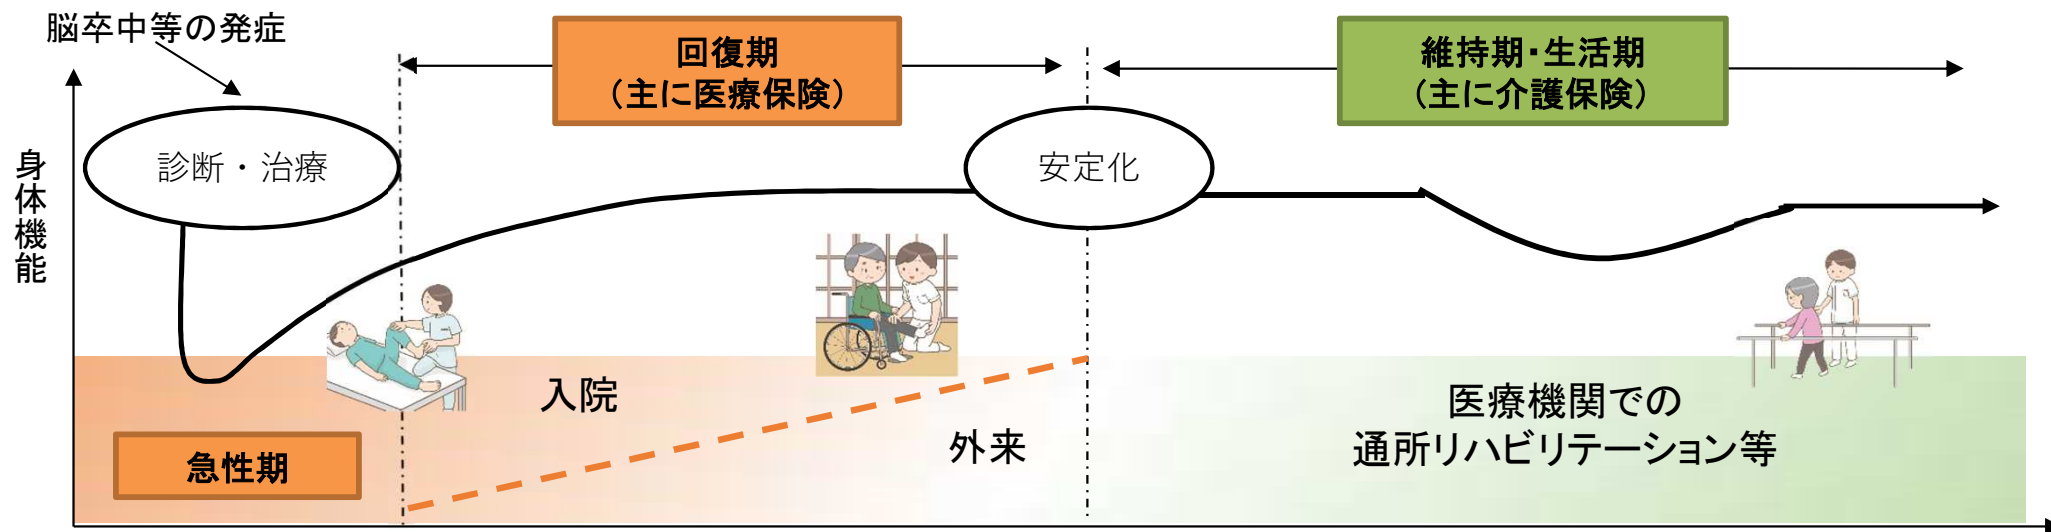 脳卒中等の発症
回復期
（主に医療保険）
維持期・生活期
（主に介護保険）
診断・治療
安定化
身体機能
入院
外来
急性期
医療機関での
通所リハビリテーション等